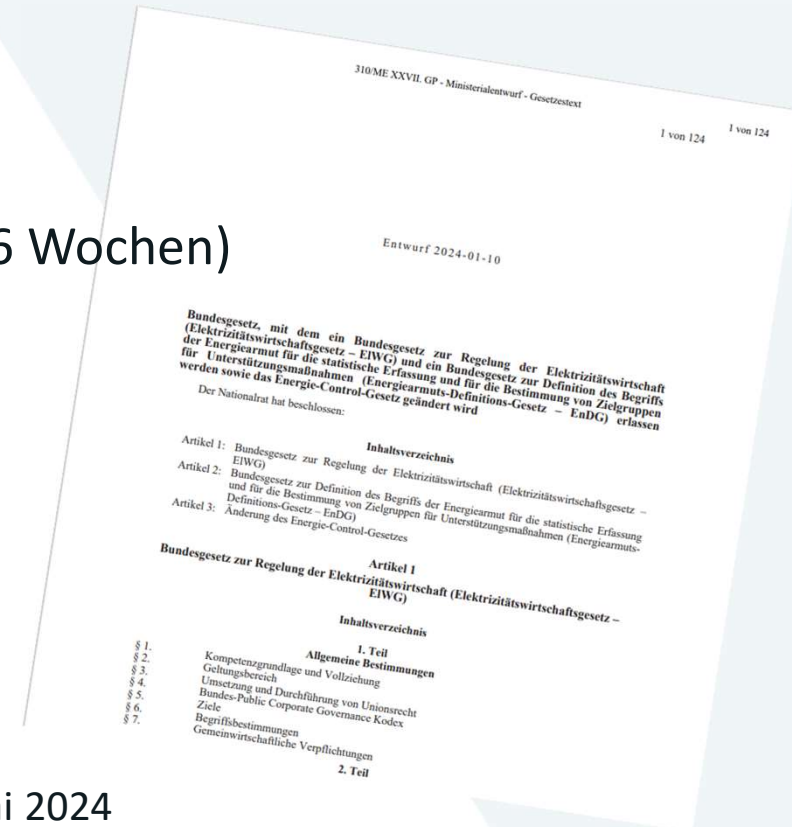 310/ME XXVII. GP - Ministerialentwurf - Gesetzestext
1 von 124
1 von 124
Wochen)
Entwurf 2024-01-10
Bundesgesetz, mit dem ein Bundesgesetz zur Regelung der Elektrizitätswirtschaft
(Elektrizitätswirtschaftsgesetz – ElWG) und ein Bundesgesetz zur Definition des Begriffs
der Energiearmut für die statistische Erfassung und für die Bestimmung von Zielgruppen
für Unterstützungsmaßnahmen (Energiearmuts-Definitions-Gesetz – EnDG) erlassen
werden sowie das Energie-Control-Gesetz geändert wird
Der Nationalrat hat beschlossen:
Inhaltsverzeichnis
Artikel 1: Bundesgesetz zur Regelung der Elektrizitätswirtschaft (Elektrizitätswirtschaftsgesetz –
ElWG)
Artikel 2: Bundesgesetz zur Definition des Begriffs der Energiearmut für die statistische Erfassung
und für die Bestimmung von Zielgruppen für Unterstützungsmaßnahmen (Energiearmuts-
Definitions-Gesetz – EnDG)
Artikel 3: Änderung des Energie-Control-Gesetzes
Artikel 1
Bundesgesetz zur Regelung der Elektrizitätswirtschaft (Elektrizitätswirtschaftsgesetz –
ElWG)
Inhaltsverzeichnis
1. Teil
Allgemeine Bestimmungen
§ 1. Kompetenzgrundlage und Vollziehung
§ 2. Geltungsbereich
§ 3. Umsetzung und Durchführung von Unionsrecht
§ 4. Bundes-Public Corporate Governance Kodex
§ 5. Ziele
§ 6. Begriffsbestimmungen
§ 7. Gemeinwirtschaftliche Verpflichtungen
2. Teil
2024